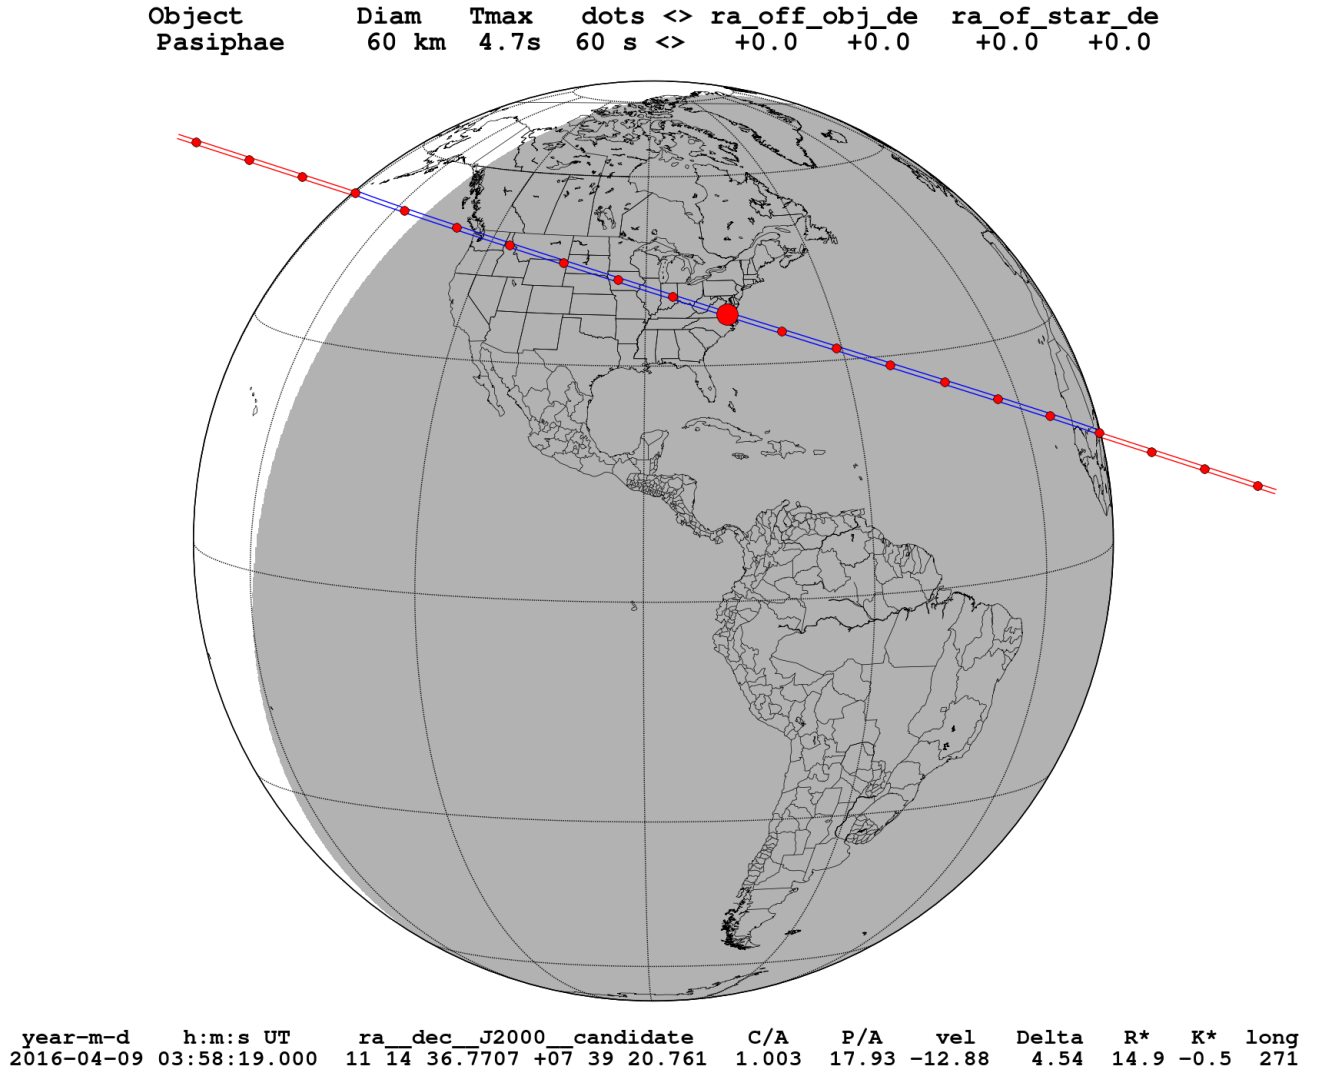 Object Diam Tmax dots <> ra_off_obj_de ra_of_star_de
Pasiphae 60 km 4.7s 60 s <> +0.0 +0.0 +0.0 +0.0
year-m-d h:m:s UT ra__dec__J2000__candidate C/A P/A vel Delta R* K* long
2016-04-09 03:58:19.000 11 14 36.7707 +07 39 20.761 1.003 17.93 -12.88 4.54 14.9 -0.5 271